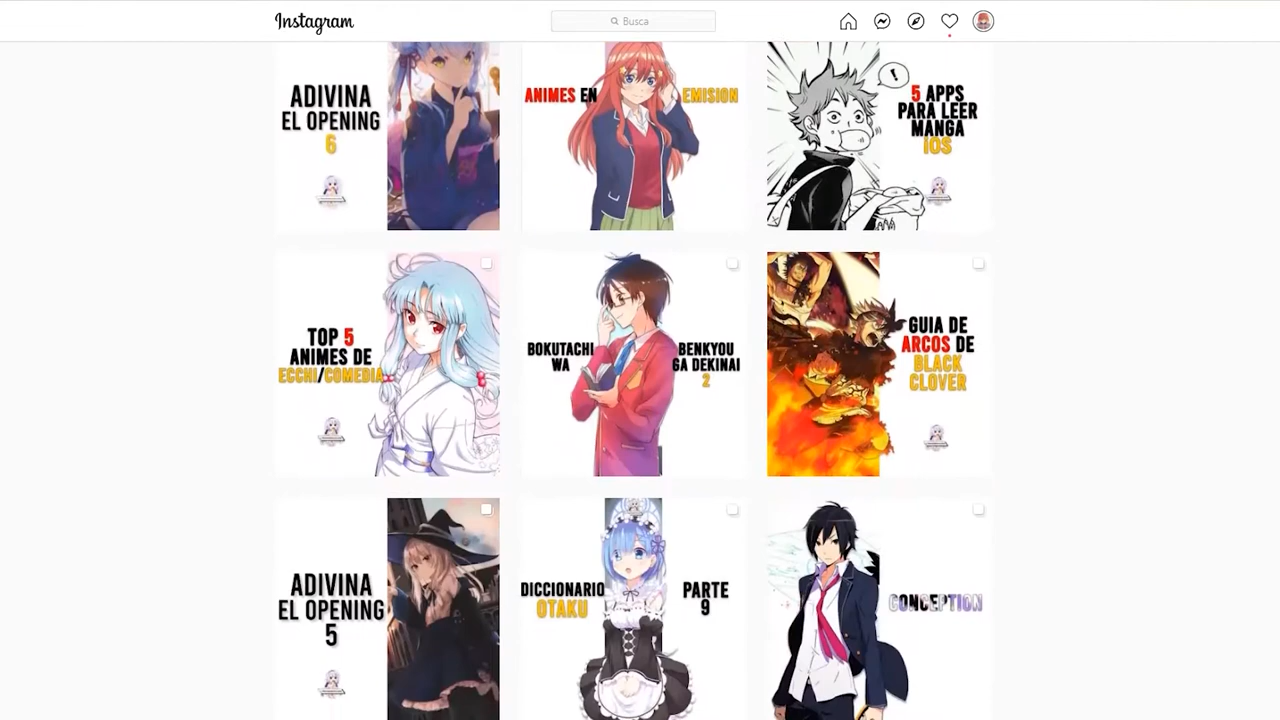 Instagram
Busca
ADIVINA
EL OPENING
6
ANIMES EN EMISION
!
5 APPS
PARA LEER
MANGA
iOS
TOP 5
ANIMES DE
ECCHI/COMEDIA
BOKUTACHI
WA
BENKYOU
GA DEKINAI
2
GUIA DE
ARCOS DE
BLACK
CLOVER
ADIVINA
EL OPENING
5
DICCIONARIO
OTAKU
PARTE
9
CONCEPTION